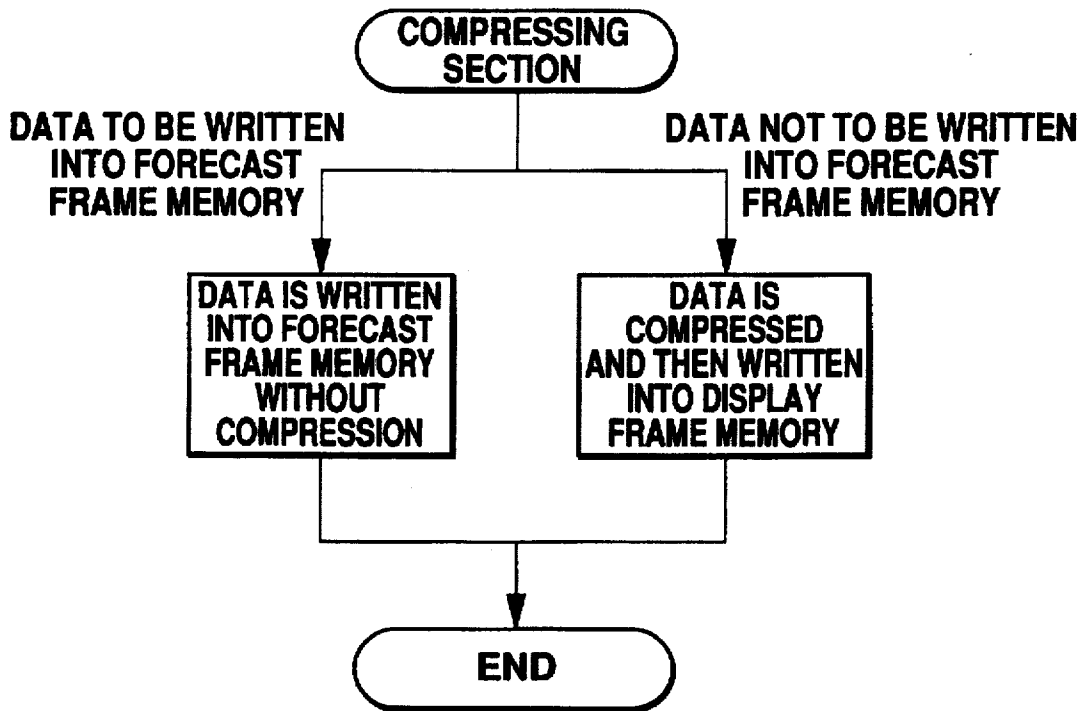 COMPRESSING
SECTION
DATA TO BE WRITTEN
INTO FORECAST
FRAME MEMORY
DATA NOT TO BE WRITTEN
INTO FORECAST
FRAME MEMORY
DATA IS WRITTEN
INTO FORECAST
FRAME MEMORY
WITHOUT
COMPRESSION
DATA IS
COMPRESSED
AND THEN WRITTEN
INTO DISPLAY
FRAME MEMORY
END